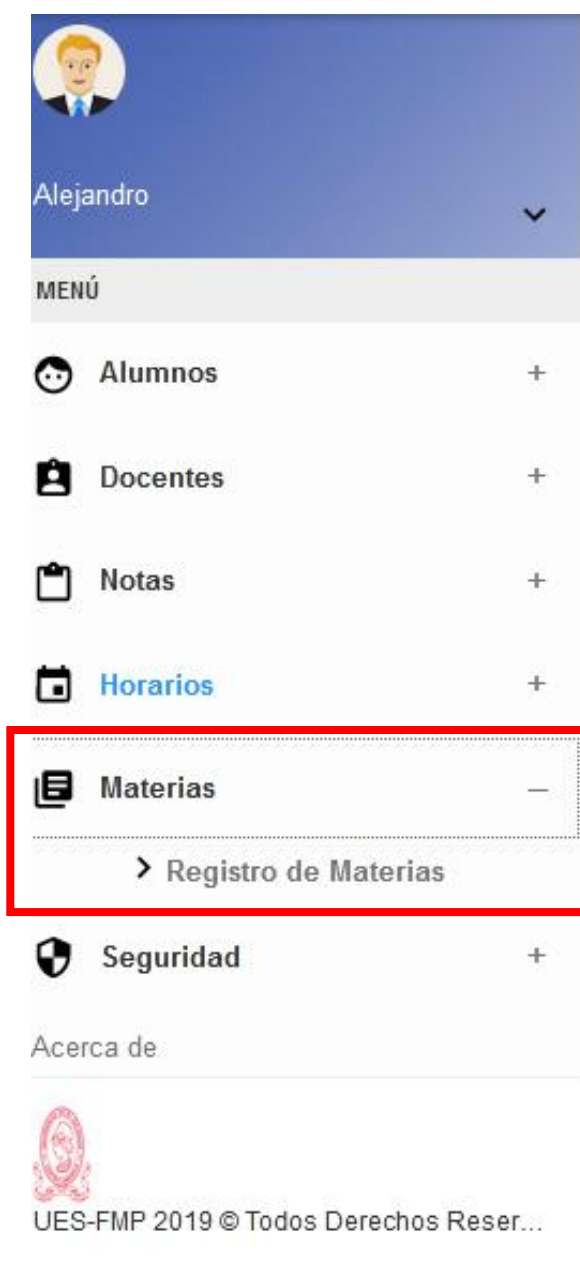 Alejandro
MENÚ
Alumnos +
Docentes +
Notas +
Horarios +
Materias –
Registro de Materias
Seguridad +
Acerca de
UES-FMP 2019 © Todos Derechos Reser...